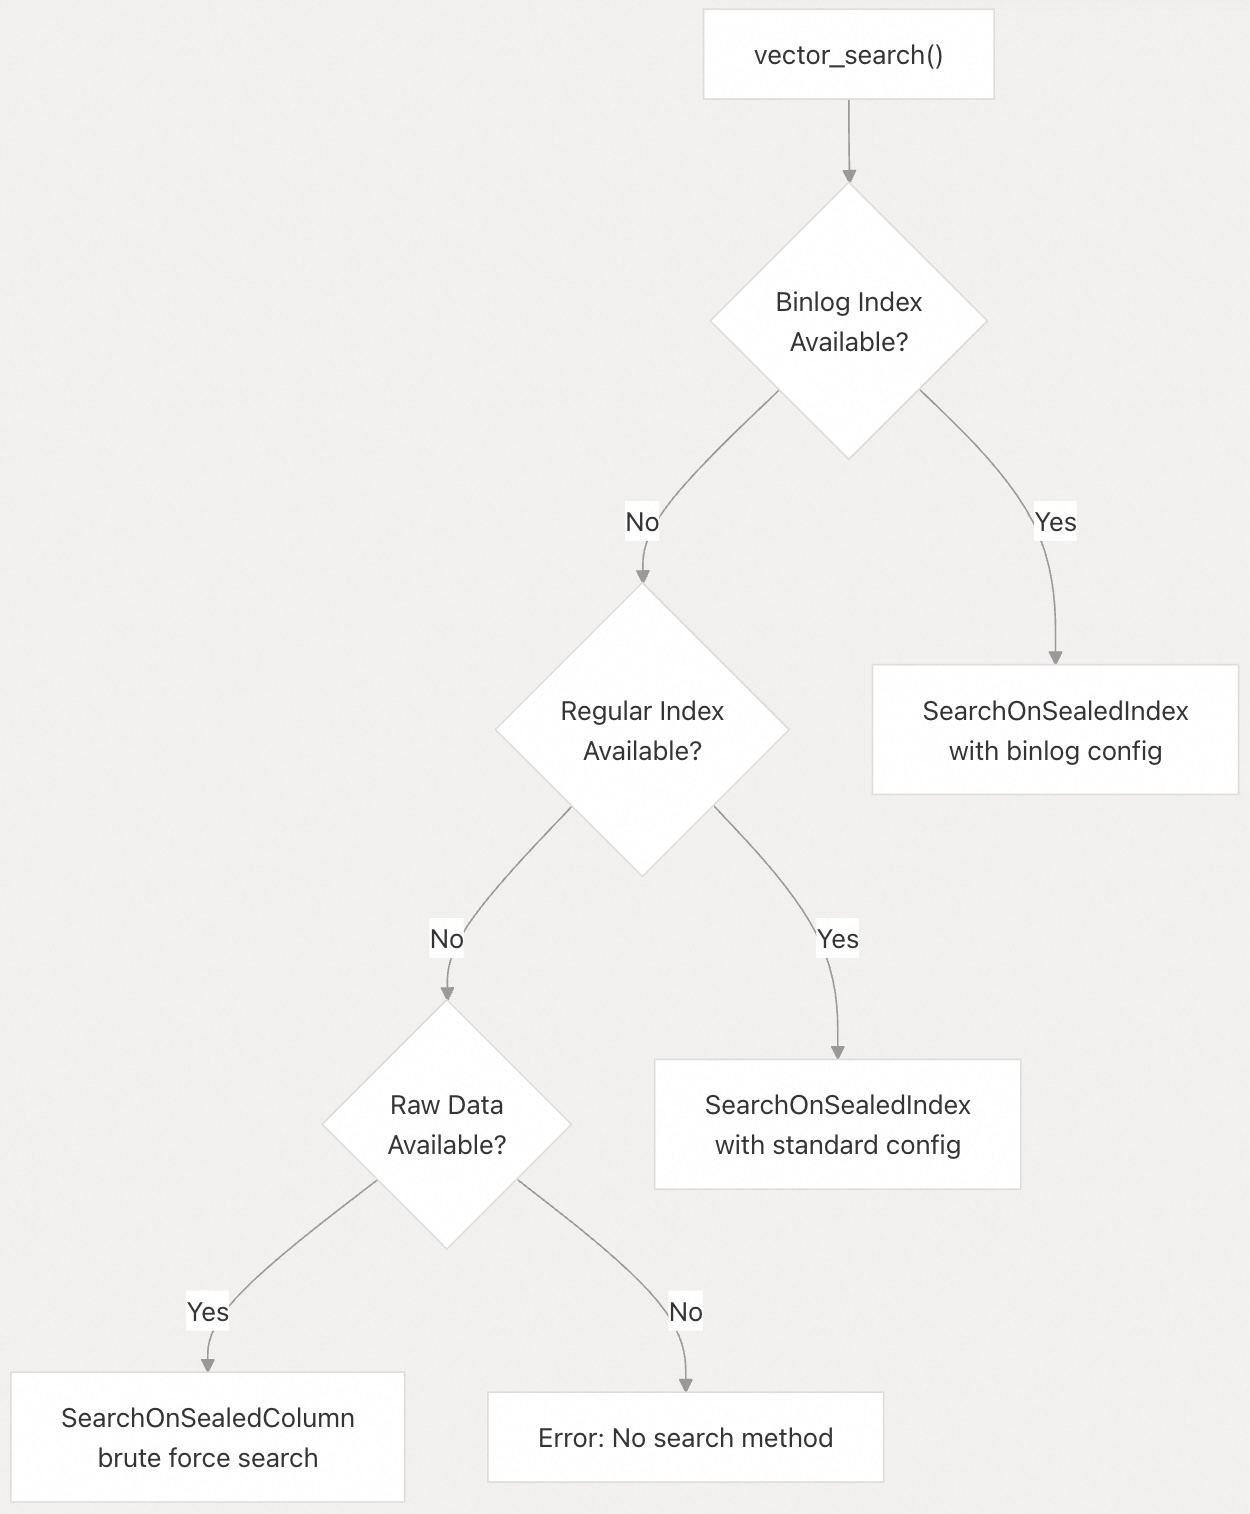 vector_search()
Binlog Index
Available?
No
Yes
Regular Index
Available?
SearchOnSealedIndex
with binlog config
No
Yes
Raw Data
Available?
SearchOnSealedIndex
with standard config
Yes
No
SearchOnSealedColumn
brute force search
Error: No search method